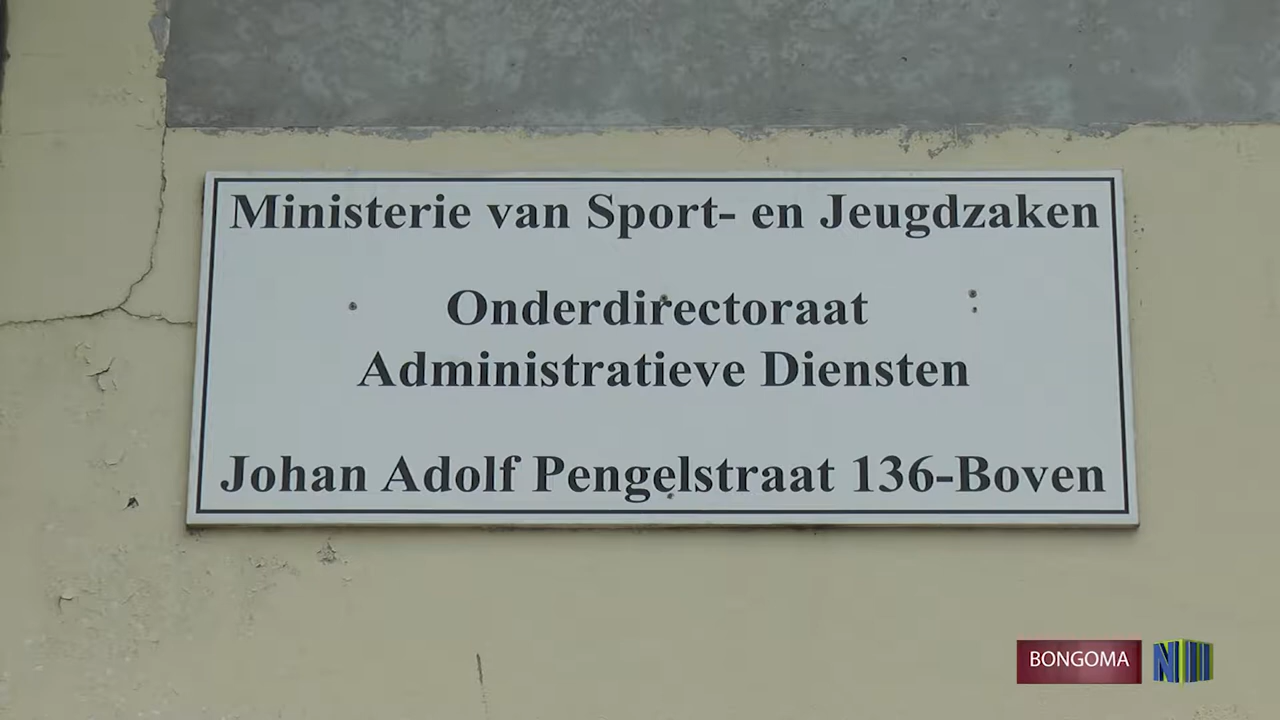 Ministerie van Sport- en Jeugdzaken
Onderdirectoraat
Administratieve Diensten
Johan Adolf Pengelstraat 136-Boven
BONGOMA